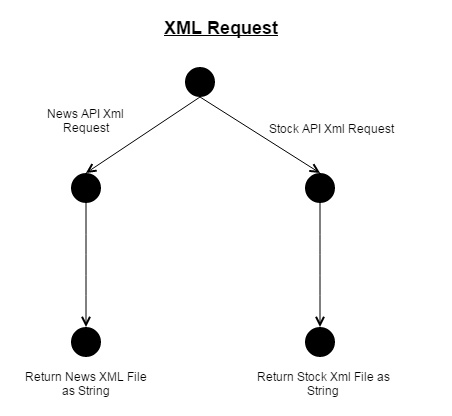 XML Request
News API Xml
Request
Stock API Xml Request
Return News XML File
as String
Return Stock Xml File as
String